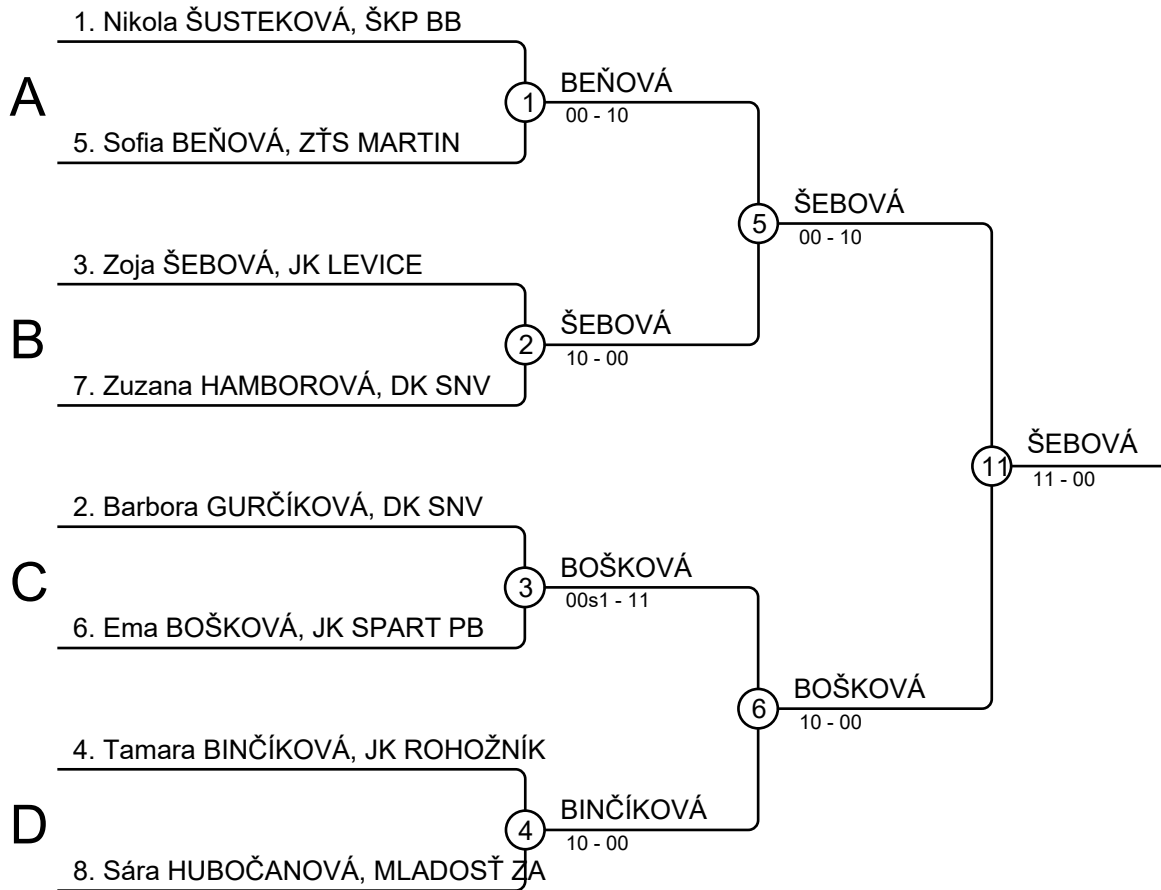 1. Nikola ŠUSTEKOVÁ, ŠKP BB
A
1
BEŇOVÁ
00 - 10
5. Sofia BEŇOVÁ, ZŤS MARTIN
5
ŠEBOVÁ
00 - 10
3. Zoja ŠEBOVÁ, JK LEVICE
B
2
ŠEBOVÁ
10 - 00
7. Zuzana HAMBOROVÁ, DK SNV
11
ŠEBOVÁ
11 - 00
2. Barbora GURČÍKOVÁ, DK SNV
C
3
BOŠKOVÁ
00s1 - 11
6. Ema BOŠKOVÁ, JK SPART PB
6
BOŠKOVÁ
10 - 00
4. Tamara BINČÍKOVÁ, JK ROHOŽNÍK
D
4
BINČÍKOVÁ
10 - 00
8. Sára HUBOČANOVÁ, MLADOSŤ ZA